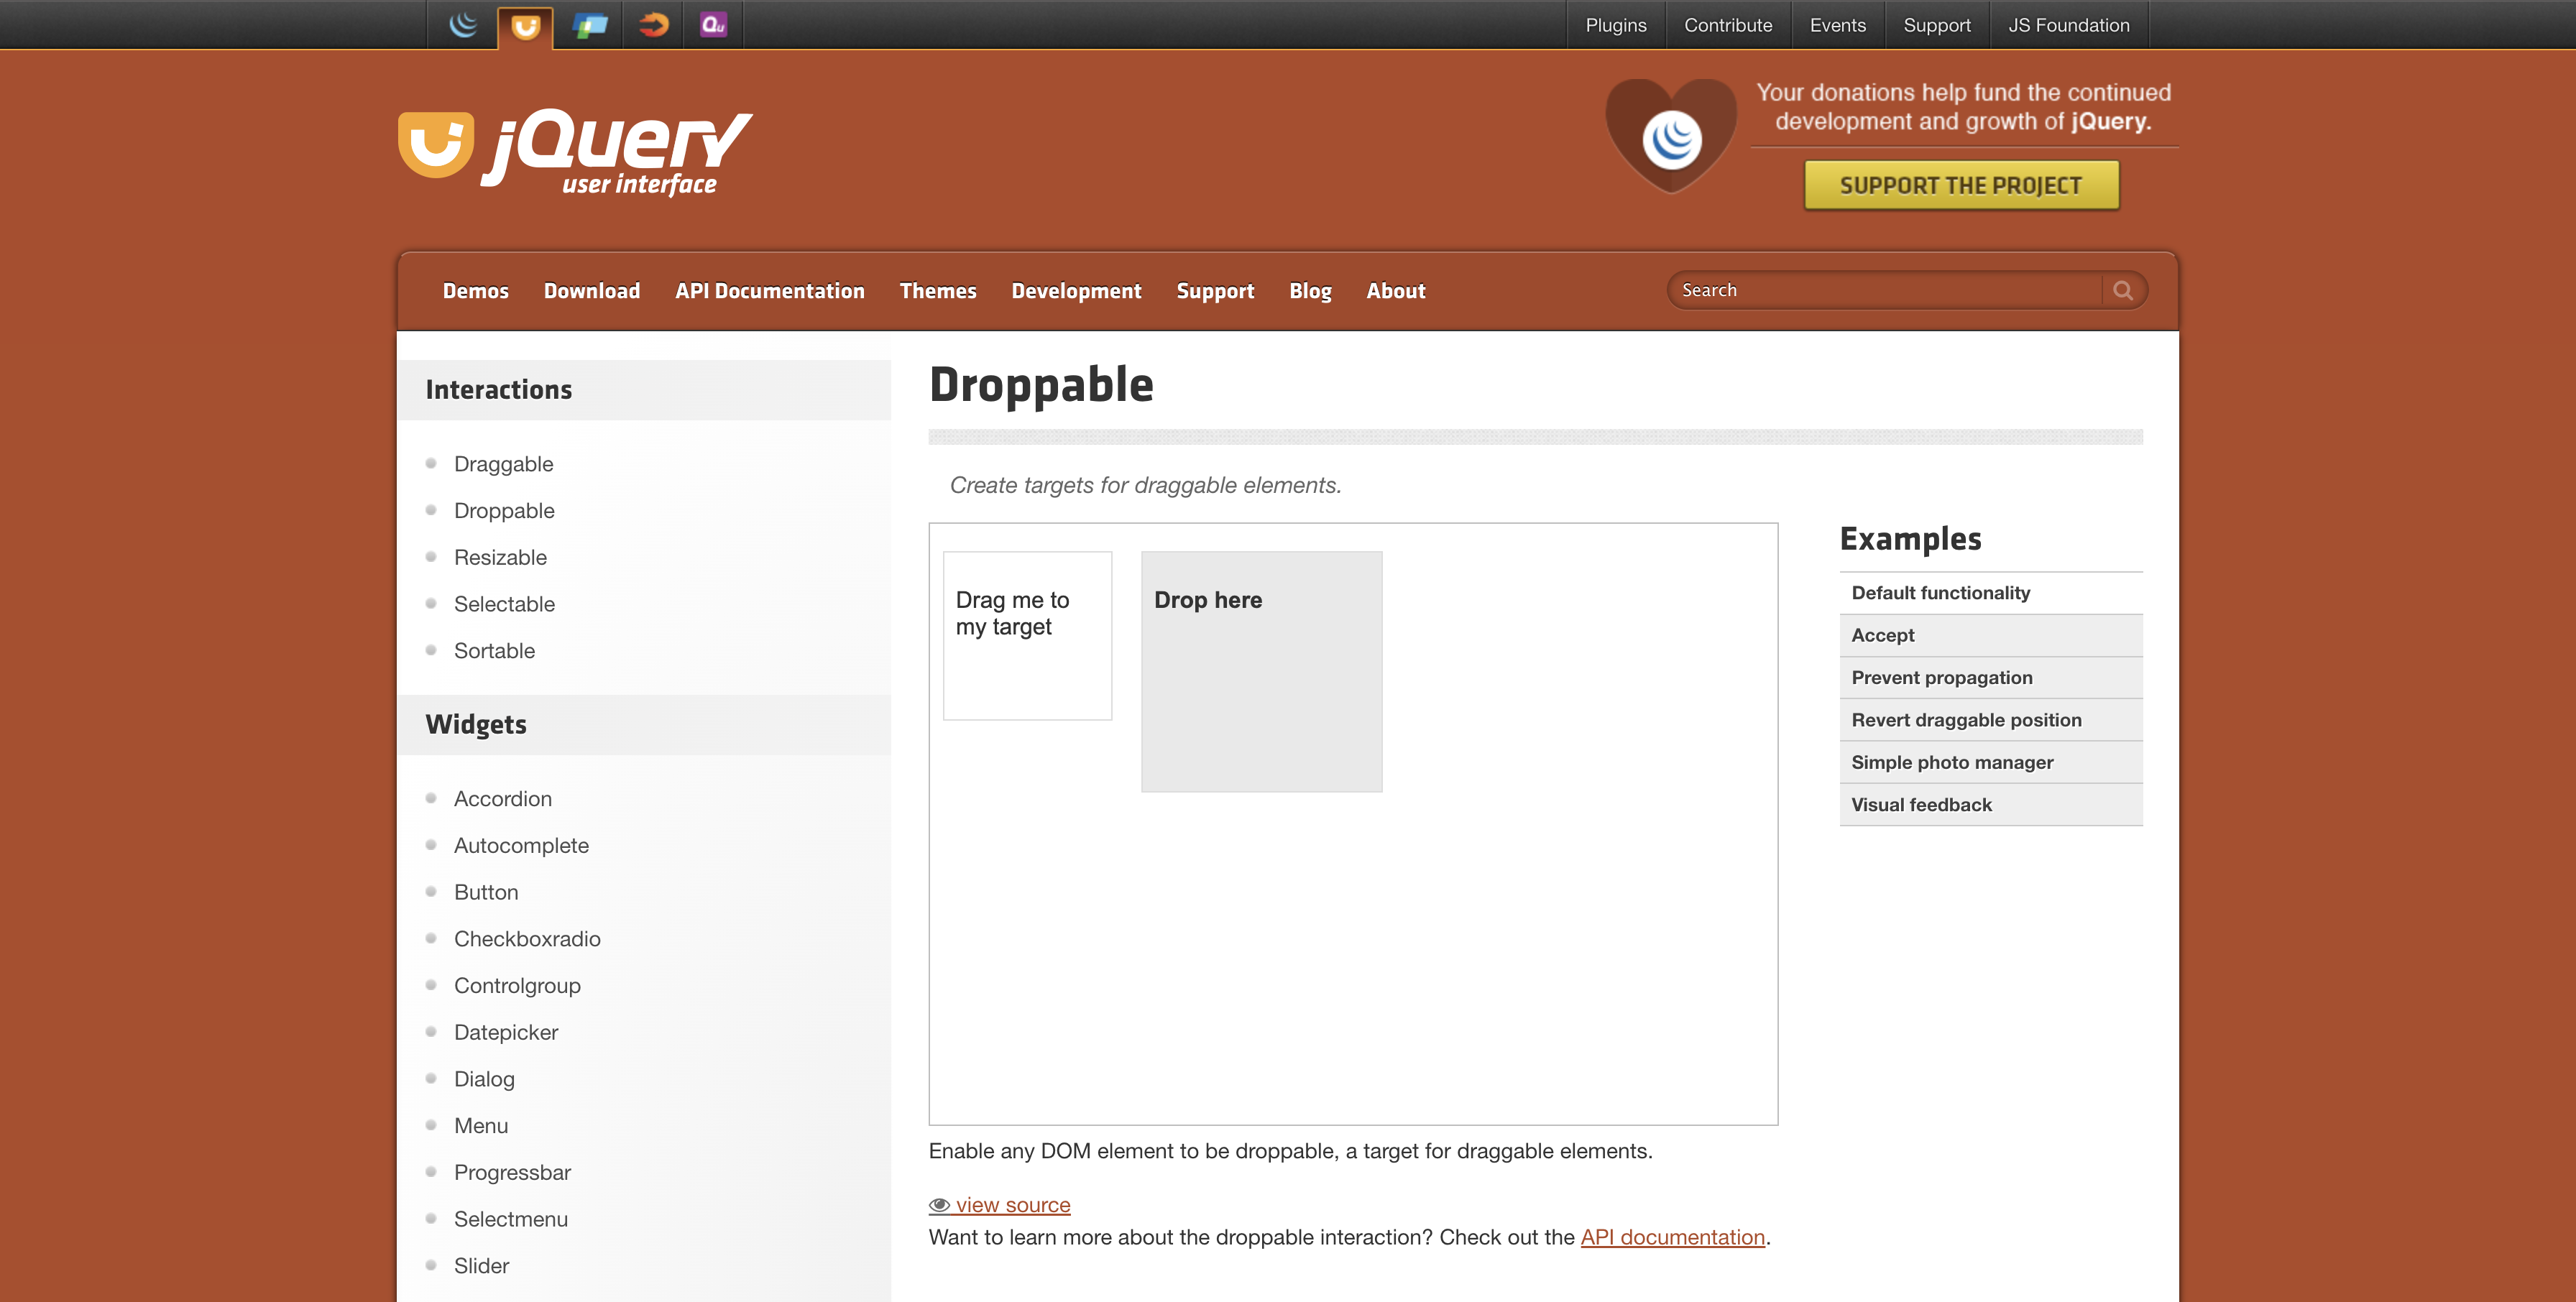 Qu
Plugins
Contribute
Events
Support
JS Foundation
jQuery
user interface
Your donations help fund the continued
development and growth of jQuery.
SUPPORT THE PROJECT
Demos
Download
API Documentation
Themes
Development
Support
Blog
About
Search
Interactions
Draggable
Droppable
Resizable
Selectable
Sortable
Widgets
Accordion
Autocomplete
Button
Checkboxradio
Controlgroup
Datepicker
Dialog
Menu
Progressbar
Selectmenu
Slider
Droppable
Create targets for draggable elements.
Drag me to
my target
Drop here
Enable any DOM element to be droppable, a target for draggable elements.
view source
Want to learn more about the droppable interaction? Check out the API documentation.
Examples
Default functionality
Accept
Prevent propagation
Revert draggable position
Simple photo manager
Visual feedback